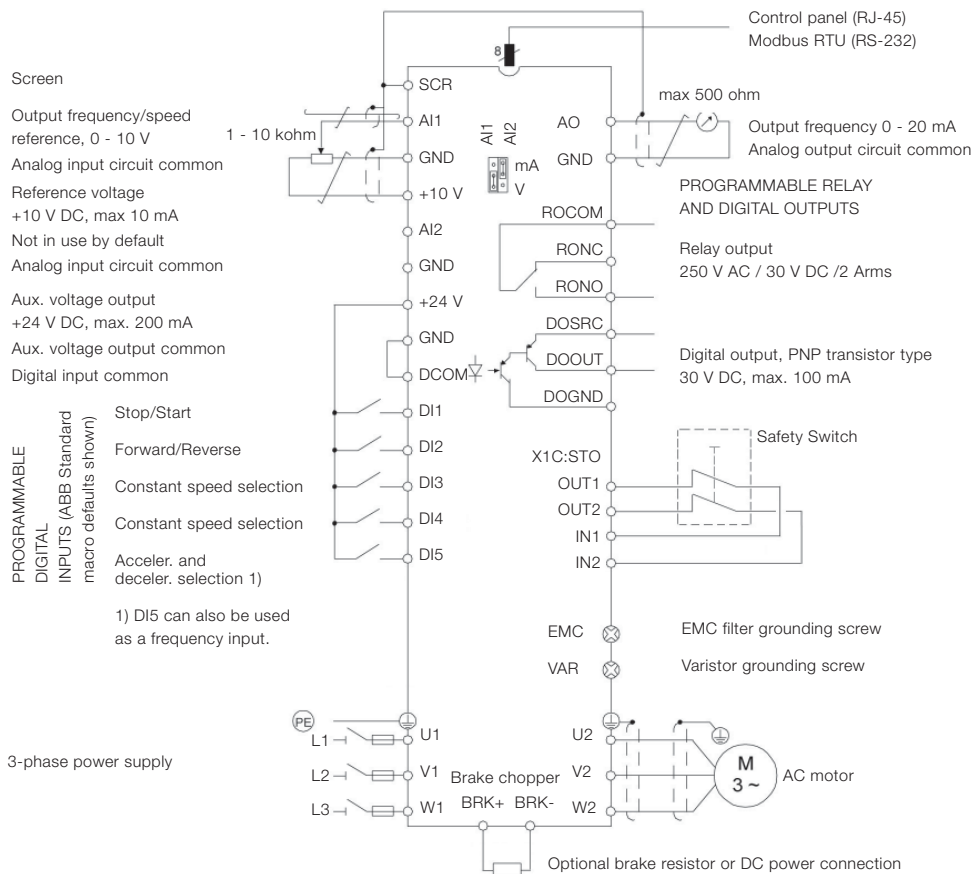 Control panel (RJ-45)
Modbus RTU (RS-232)
8
Screen
SCR
Output frequency/speed
reference, 0 - 10 V
1 - 10 kohm
AI1
Analog input circuit common
GND
Reference voltage
+10 V DC, max 10 mA
+10 V
Not in use by default
AI2
Analog input circuit common
GND
Aux. voltage output
+24 V DC, max. 200 mA
+24 V
Aux. voltage output common
GND
Digital input common
DCOM
AI1
AI2
mA
V
max 500 ohm
AO
GND
Output frequency 0 - 20 mA
Analog output circuit common
PROGRAMMABLE RELAY
AND DIGITAL OUTPUTS
ROCOM
RONC
RONO
Relay output
250 V AC / 30 V DC /2 Arms
DOSRC
DOOUT
DOGND
Digital output, PNP transistor type
30 V DC, max. 100 mA
PROGRAMMABLE
DIGITAL
INPUTS (ABB Standard
macro defaults shown)
Stop/Start
DI1
Forward/Reverse
DI2
Constant speed selection
DI3
Constant speed selection
DI4
Acceler. and
deceler. selection 1)
DI5
1) DI5 can also be used
as a frequency input.
Safety Switch
X1C:STO
OUT1
OUT2
IN1
IN2
EMC
EMC filter grounding screw
VAR
Varistor grounding screw
PE
3-phase power supply
L1
U1
L2
V1
L3
W1
Brake chopper
BRK+ BRK-
U2
V2
W2
M
3 ~
AC motor
Optional brake resistor or DC power connection